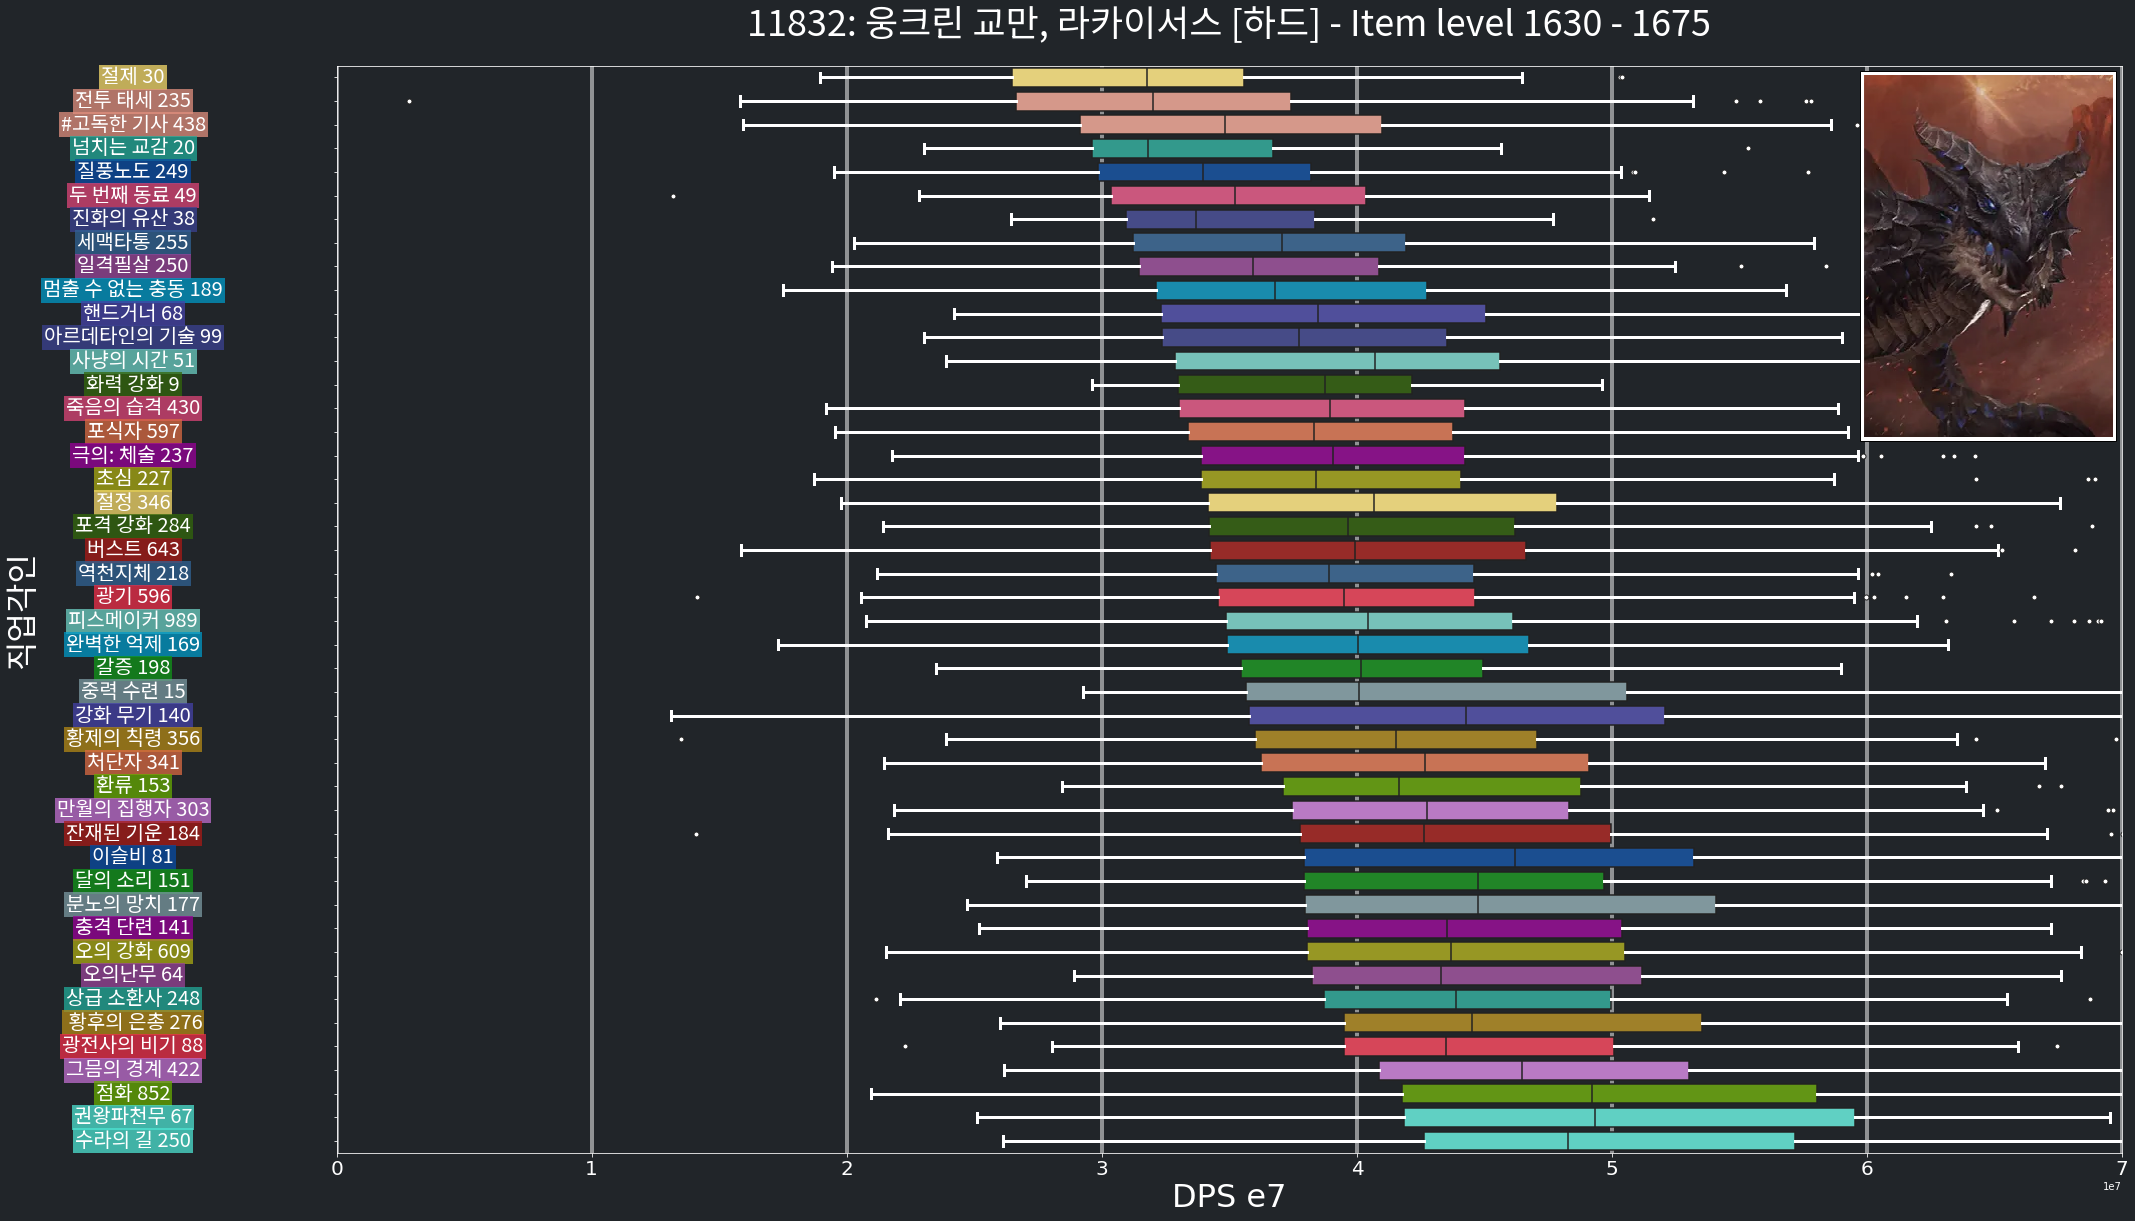 11832: 웅크린 교만, 라카이서스 [하드] - Item level 1630 - 1675
절제 30
전투 태세 235
#고독한 기사 438
넘치는 교감 20
질풍노도 249
두 번째 동료 49
진화의 유산 38
세맥타통 255
일격필살 250
멈출 수 없는 충동 189
핸드거너 68
아르데타인의 기술 99
사냥의 시간 51
화력 강화 9
죽음의 습격 430
포식자 597
극의: 체술 237
초심 227
절정 346
포격 강화 284
버스트 643
역천지체 218
광기 596
피스메이커 989
완벽한 억제 169
갈증 198
중력 수련 15
강화 무기 140
황제의 칙령 356
처단자 341
환류 153
만월의 집행자 303
잔재된 기운 184
이슬비 81
달의 소리 151
분노의 망치 177
충격 단련 141
오의 강화 609
오의난무 64
상급 소환사 248
황후의 은총 276
광전사의 비기 88
그믐의 경계 422
점화 852
권왕파천무 67
수라의 길 250
직업각인
0 1 2 3 4 5 6 7
1e7
DPS e7